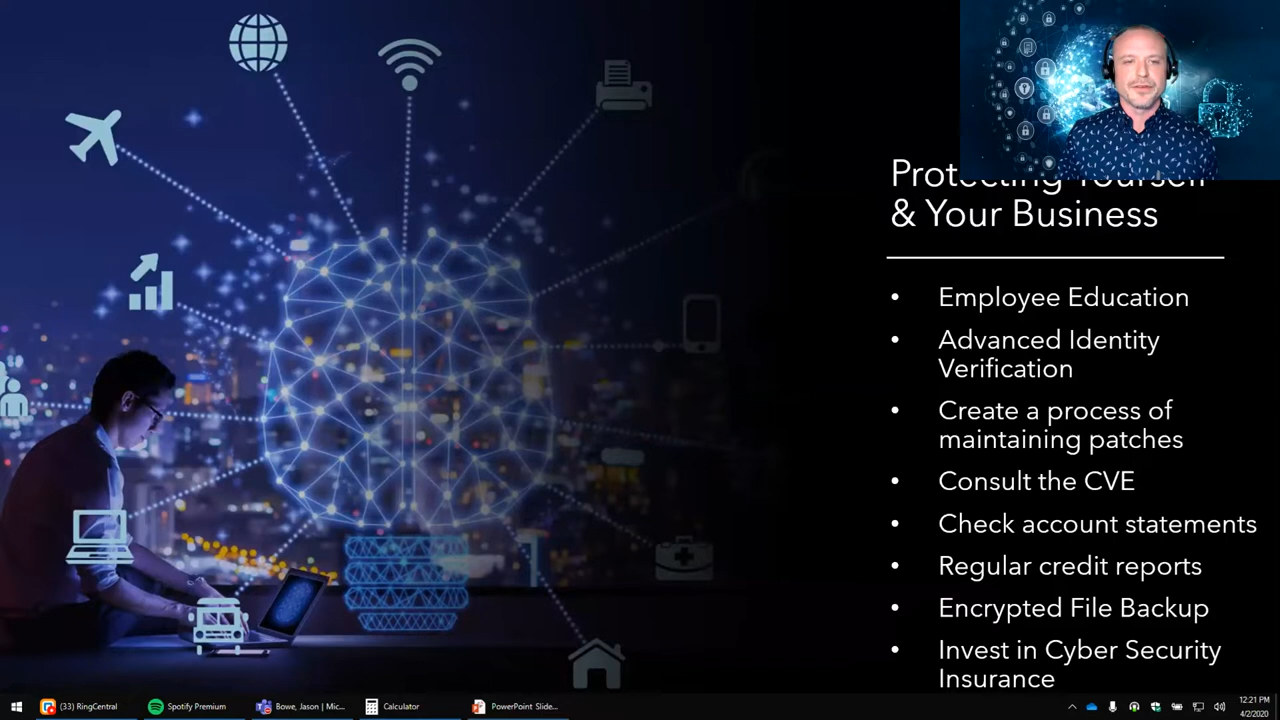 Protecting Yourself
& Your Business
• Employee Education
• Advanced Identity
Verification
• Create a process of
maintaining patches
• Consult the CVE
• Check account statements
• Regular credit reports
• Encrypted File Backup
• Invest in Cyber Security
Insurance
(33) RingCentral
Spotify Premium
Bowe, Jason | Mic...
Calculator
PowerPoint Slide...
12:21 PM
4/2/2020